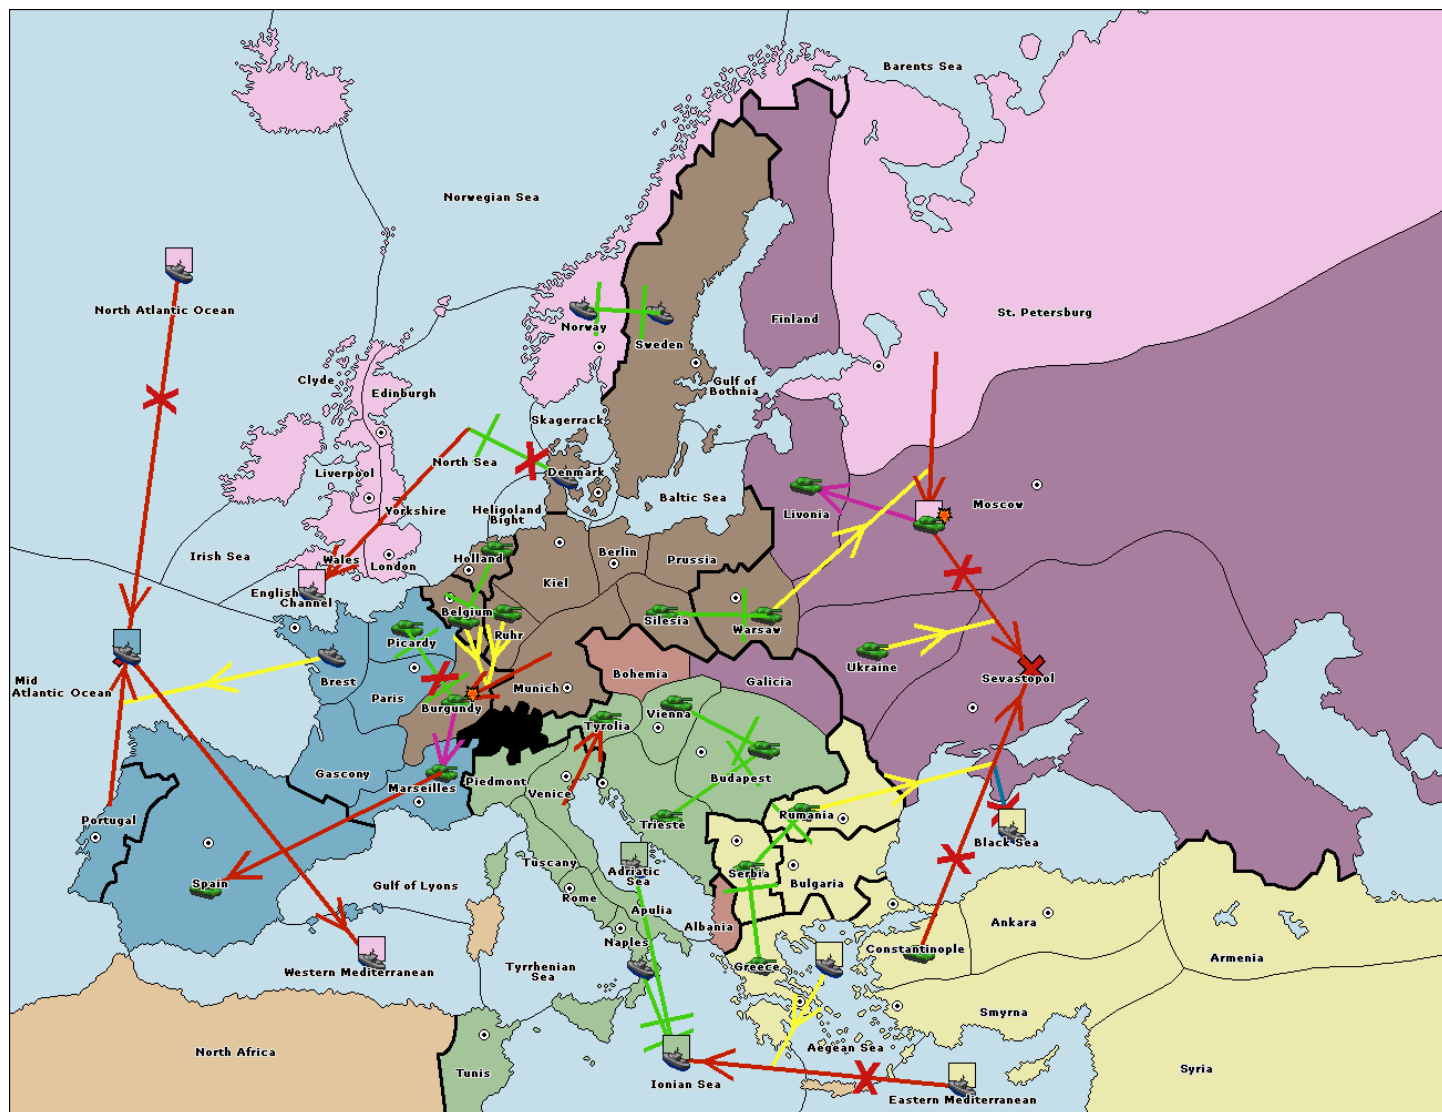 Barents Sea
Norwegian Sea
North Atlantic Ocean
St. Petersburg
Finland
Norway
Sweden
Clyde
Edinburgh
Gulf of
Bothnia
Skagerrack
North Sea
Denmark
Liverpool
Baltic Sea
Livonia
Moscow
Yorkshire
Heligoland
Bight
Irish Sea
Wales
London
Holland
Berlin
Prussia
Kiel
English
Channel
Belgium
Ruhr
Silesia
Warsaw
Picardy
Ukraine
Bohemia
Galicia
Sevastopol
Mid
Atlantic Ocean
Brest
Paris
Munich
Burgundy
Vienna
Tyrolia
Gascony
Marseilles
Piedmont
Venice
Budapest
Portugal
Trieste
Rumania
Black Sea
Spain
Gulf of Lyons
Tuscany
Adriatic
Sea
Serbia
Bulgaria
Rome
Apulia
Albania
Ankara
Naples
Constantinople
Western Mediterranean
Tyrrhenian
Sea
Greece
Armenia
Smyrna
North Africa
Tunis
Aegean Sea
Ionian Sea
Syria
Eastern Mediterranean